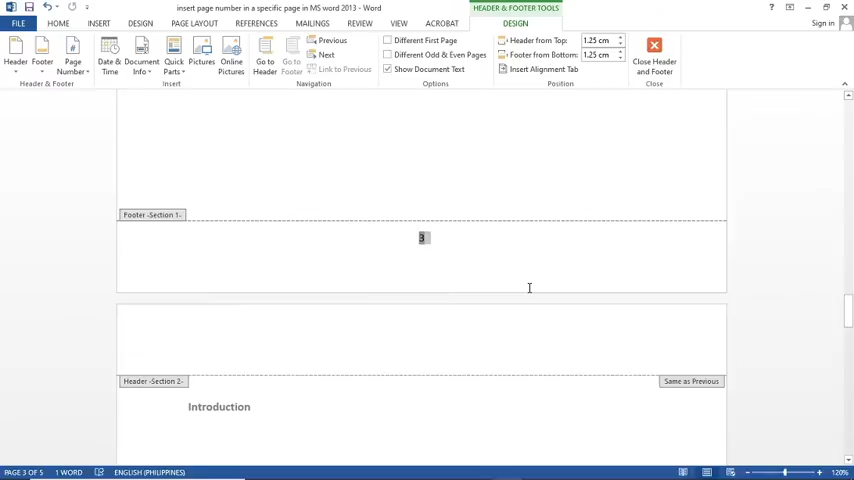 insert page number in a specific page in MS word 2013 - Word
HEADER & FOOTER TOOLS
FILE HOME INSERT DESIGN PAGE LAYOUT REFERENCES MAILINGS REVIEW VIEW ACROBAT DESIGN Sign in
Header Footer Page Number
Header & Footer
Date & Time Document Info Quick Parts Pictures Online Pictures
Insert
Go to Header Go to Footer Previous Next Link to Previous
Navigation
Different First Page
Different Odd & Even Pages
Show Document Text
Options
Header from Top: 1.25 cm
Footer from Bottom: 1.25 cm
Insert Alignment Tab
Position
Close Header and Footer
Close
Footer -Section 1-
3
Header -Section 2- Same as Previous
Introduction
PAGE 3 OF 5 1 WORD ENGLISH (PHILIPPINES) 120%